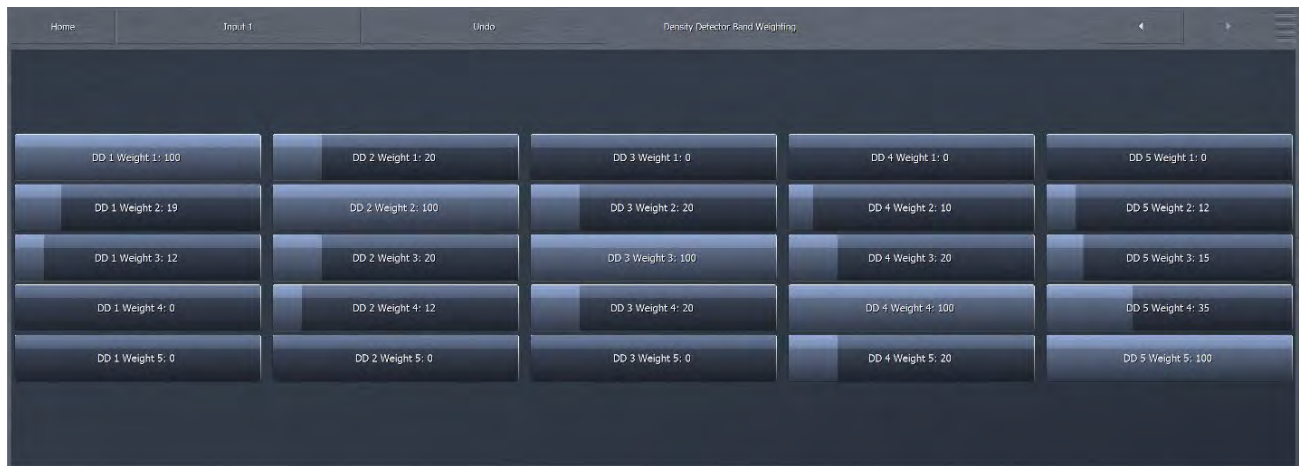 Home Input 1 Undo Density Detector Band Weighting
DD 1 Weight 1: 100 DD 2 Weight 1: 20 DD 3 Weight 1: 0 DD 4 Weight 1: 0 DD 5 Weight 1: 0
DD 1 Weight 2: 19 DD 2 Weight 2: 100 DD 3 Weight 2: 20 DD 4 Weight 2: 10 DD 5 Weight 2: 12
DD 1 Weight 3: 12 DD 2 Weight 3: 20 DD 3 Weight 3: 100 DD 4 Weight 3: 20 DD 5 Weight 3: 15
DD 1 Weight 4: 0 DD 2 Weight 4: 12 DD 3 Weight 4: 20 DD 4 Weight 4: 100 DD 5 Weight 4: 35
DD 1 Weight 5: 0 DD 2 Weight 5: 0 DD 3 Weight 5: 0 DD 4 Weight 5: 20 DD 5 Weight 5: 100